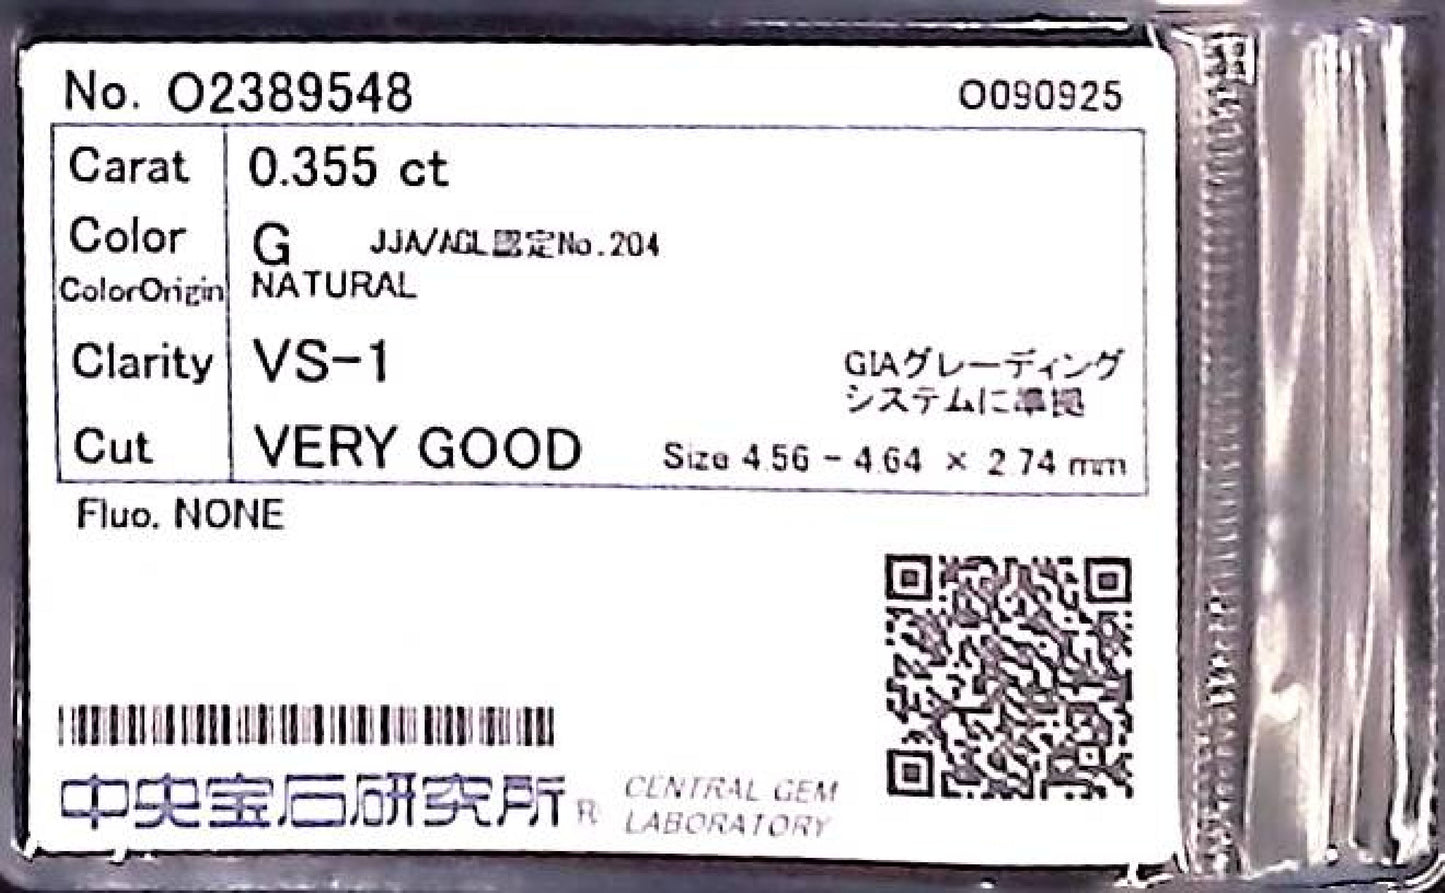 No. O2389548
O090925
Carat 0.355 ct
Color G JJA/AGL認定No.204
ColorOrigin NATURAL
Clarity VS-1
GIAグレーディング
システムに準拠
Cut VERY GOOD Size 4.56 - 4.64 × 2.74 mm
Fluo. NONE
中央宝石研究所 ®
CENTRAL GEM
LABORATORY